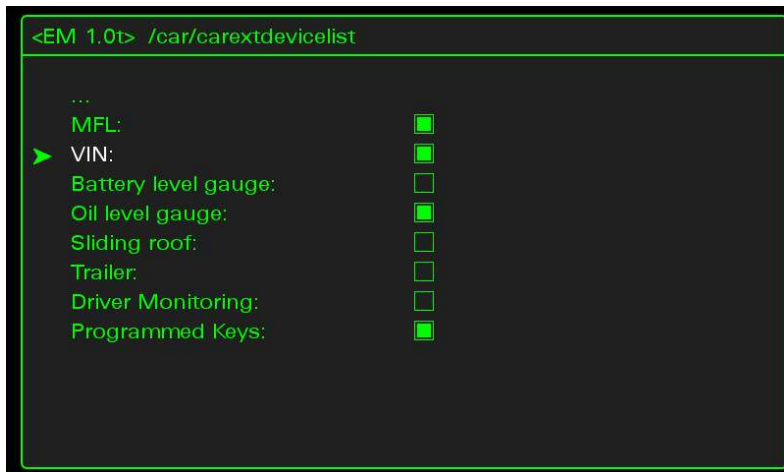 <EM 1.0t> /car/carextdevicelist
...
MFL:
VIN:
Battery level gauge:
Oil level gauge:
Sliding roof:
Trailer:
Driver Monitoring:
Programmed Keys: